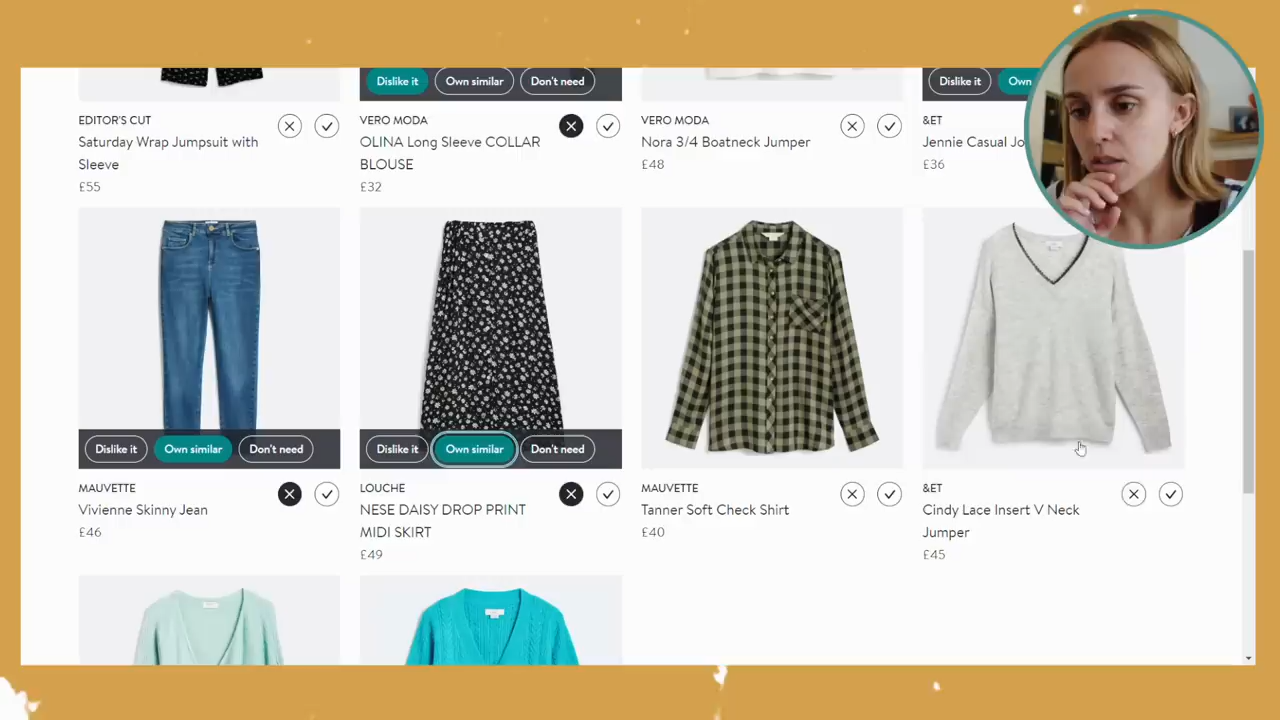 Dislike it Own similar Don't need
Dislike it Own
EDITOR'S CUT
Saturday Wrap Jumpsuit with
Sleeve
£55
VERO MODA
OLINA Long Sleeve COLLAR
BLOUSE
£32
VERO MODA
Nora 3/4 Boatneck Jumper
£48
&ET
Jennie Casual Jo
£36
Dislike it Own similar Don't need
Dislike it Own similar Don't need
MAUVETTE
Vivienne Skinny Jean
£46
LOUCHE
NESE DAISY DROP PRINT
MIDI SKIRT
£49
MAUVETTE
Tanner Soft Check Shirt
£40
&ET
Cindy Lace Insert V Neck
Jumper
£45